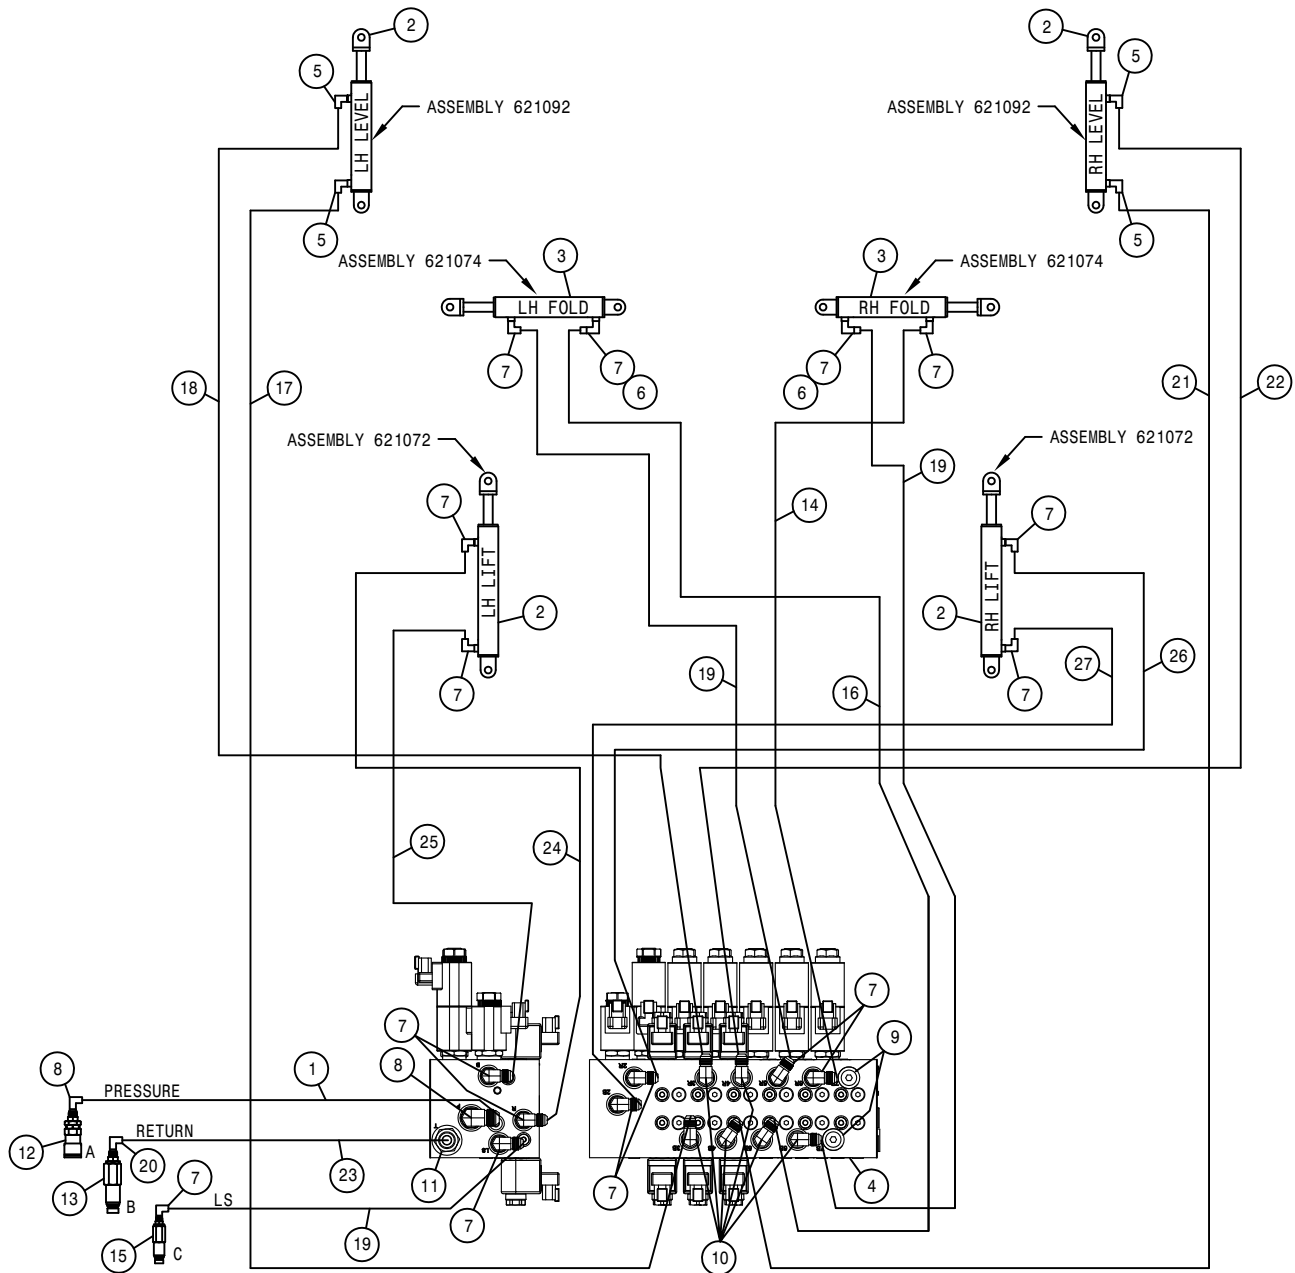 2
2
5
5
ASSEMBLY 621092
ASSEMBLY 621092
LH LEVEL
RH LEVEL
5
5
3
3
ASSEMBLY 621074
ASSEMBLY 621074
LH FOLD
RH FOLD
7
7
6
7
6
7
18
17
21
22
ASSEMBLY 621072
ASSEMBLY 621072
19
7
14
7
LH LIFT
RH LIFT
2
2
7
19
16
7
27
26
25
24
7
7
9
8
1
8
PRESSURE
12
A
RETURN
20
23
11
13
B
7
LS
7
7
4
15
C
19
10